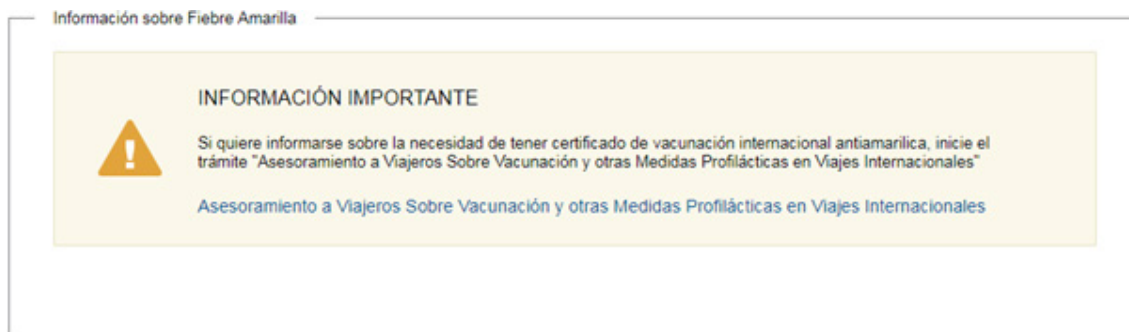 Información sobre Fiebre Amarilla
INFORMACIÓN IMPORTANTE
Si quiere informarse sobre la necesidad de tener certificado de vacunación internacional antiamarilica, inicie el
trámite "Asesoramiento a Viajeros Sobre Vacunación y otras Medidas Profilácticas en Viajes Internacionales"
Asesoramiento a Viajeros Sobre Vacunación y otras Medidas Profilácticas en Viajes Internacionales